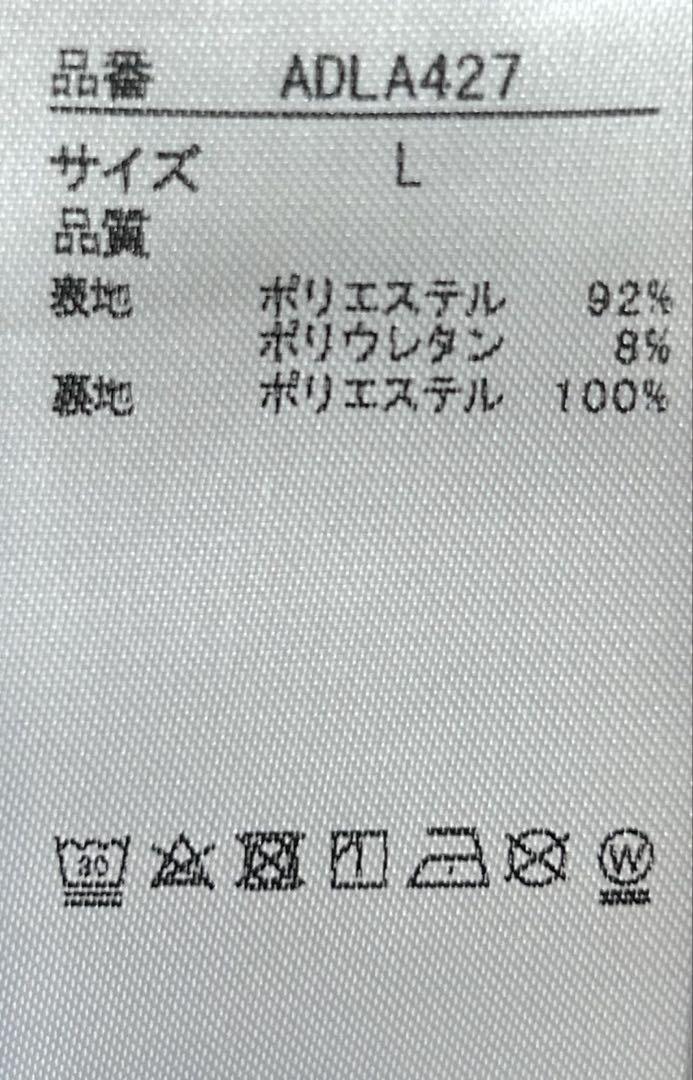 品番 ADLA427
サイズ L
品質
表地 ポリエステル 92%
ポリウレタン 8%
裏地 ポリエステル 100%
30 W